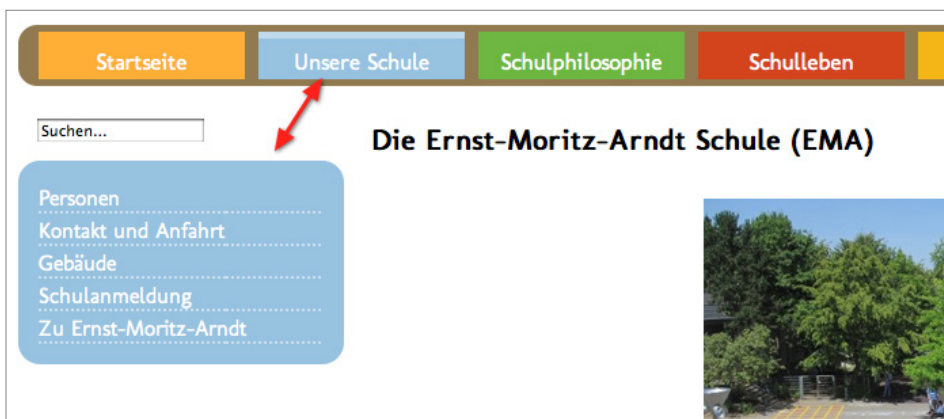 Startseite Unsere Schule Schulphilosophie Schulleben
Suchen...
Die Ernst-Moritz-Arndt Schule (EMA)
Personen
Kontakt und Anfahrt
Gebäude
Schulanmeldung
Zu Ernst-Moritz-Arndt